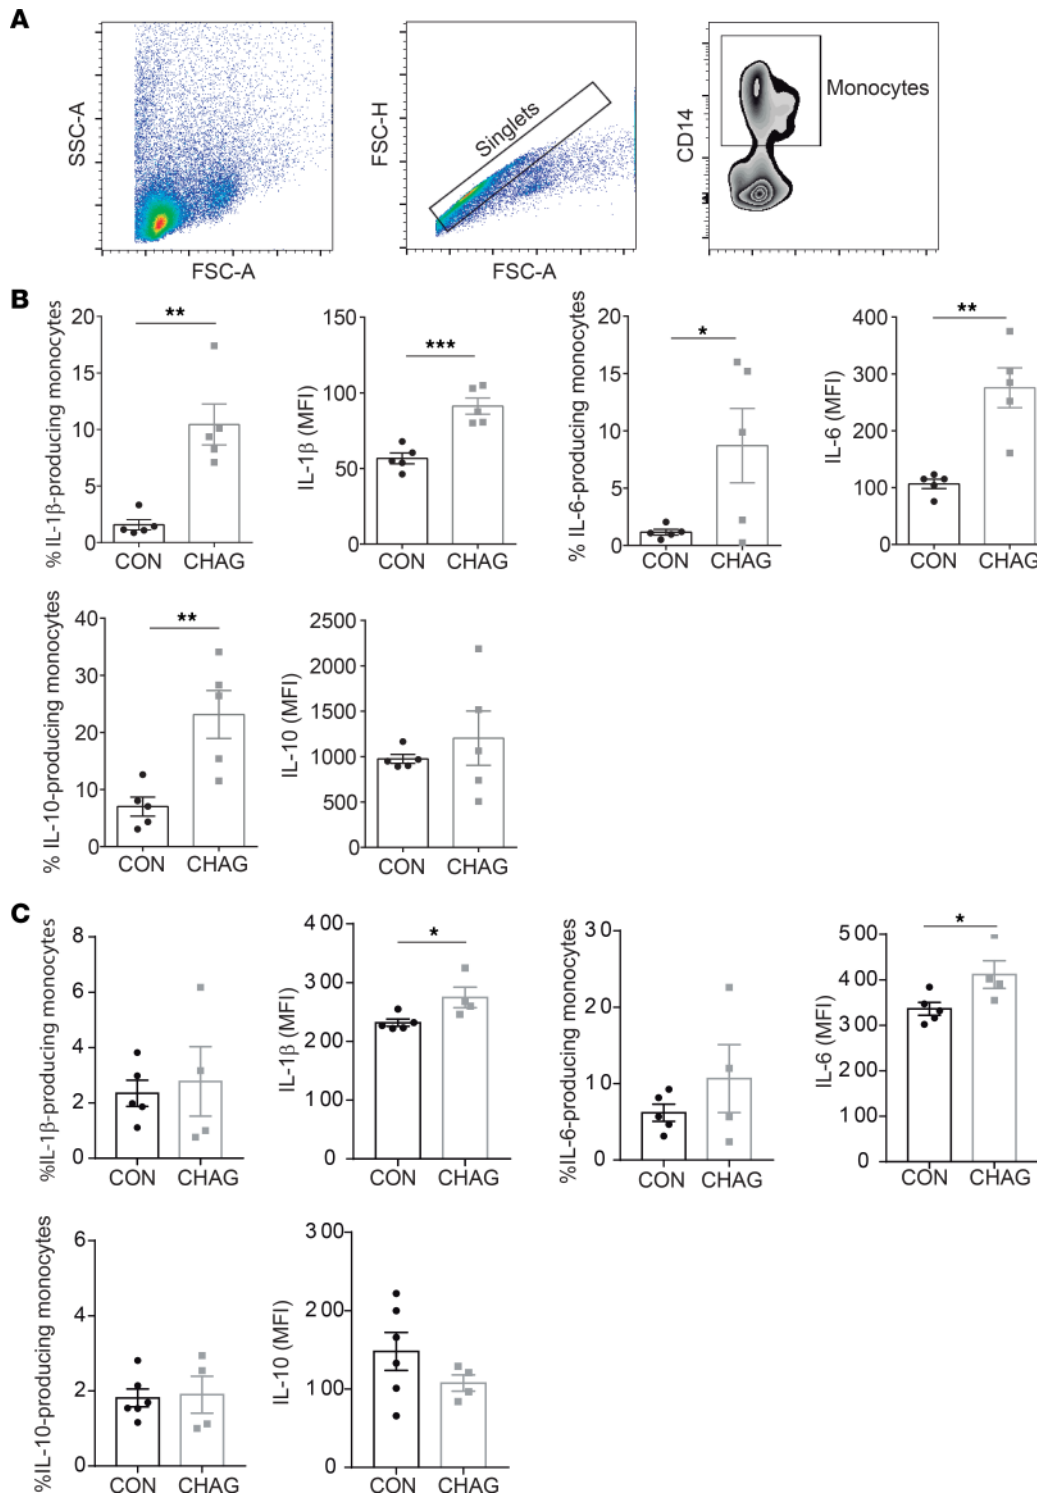 A
SSC-A
FSC-A
FSC-H
Singlets
FSC-A
CD14
Monocytes
B
% IL-1β-producing monocytes
20
15
10
5
0
**
CON CHAG
IL-1β (MFI)
150
100
50
0
***
CON CHAG
% IL-6-producing monocytes
20
15
10
5
0
*
CON CHAG
IL-6 (MFI)
400
300
200
100
0
**
CON CHAG
% IL-10-producing monocytes
40
30
20
10
0
**
CON CHAG
IL-10 (MFI)
2500
2000
1500
1000
500
0
CON CHAG
C
%IL-1β-producing monocytes
8
6
4
2
0
CON CHAG
IL-1β (MFI)
400
300
200
100
0
*
CON CHAG
%IL-6-producing monocytes
30
20
10
0
CON CHAG
IL-6 (MFI)
500
400
300
200
100
0
*
CON CHAG
%IL-10-producing monocytes
6
4
2
0
CON CHAG
IL-10 (MFI)
300
200
100
0
CON CHAG